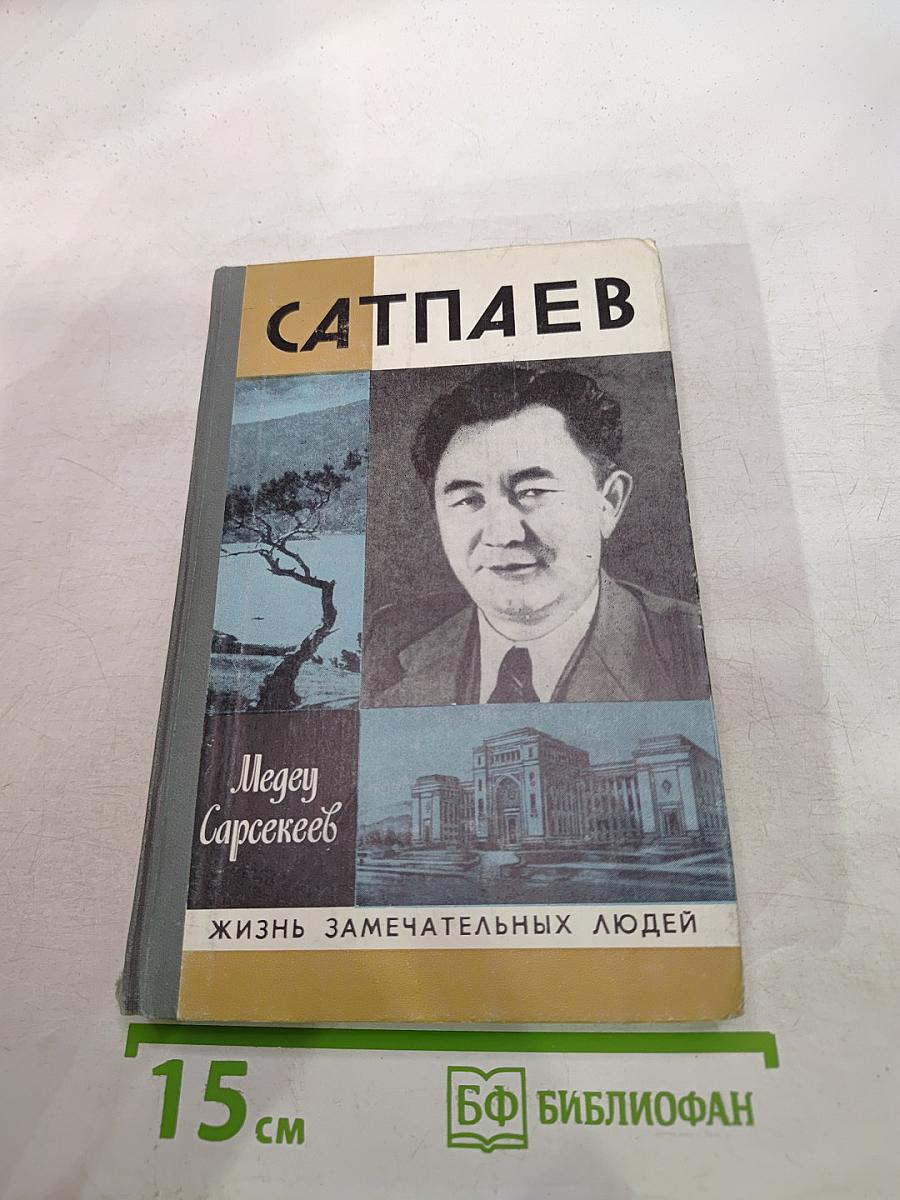 САТПАЕВ
Медеу
Сарсекеев
ЖИЗНЬ ЗАМЕЧАТЕЛЬНЫХ ЛЮДЕЙ
15 см
БФ БИБЛИОФАН